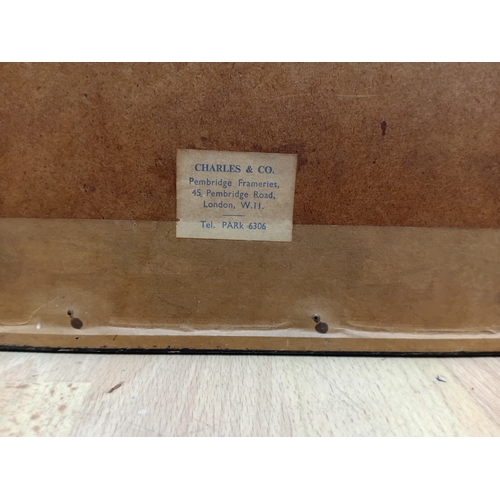 CHARLES & CO.
Pembridge Frameries,
45, Pembridge Road,
London, W.11.
Tel. PARk 6306